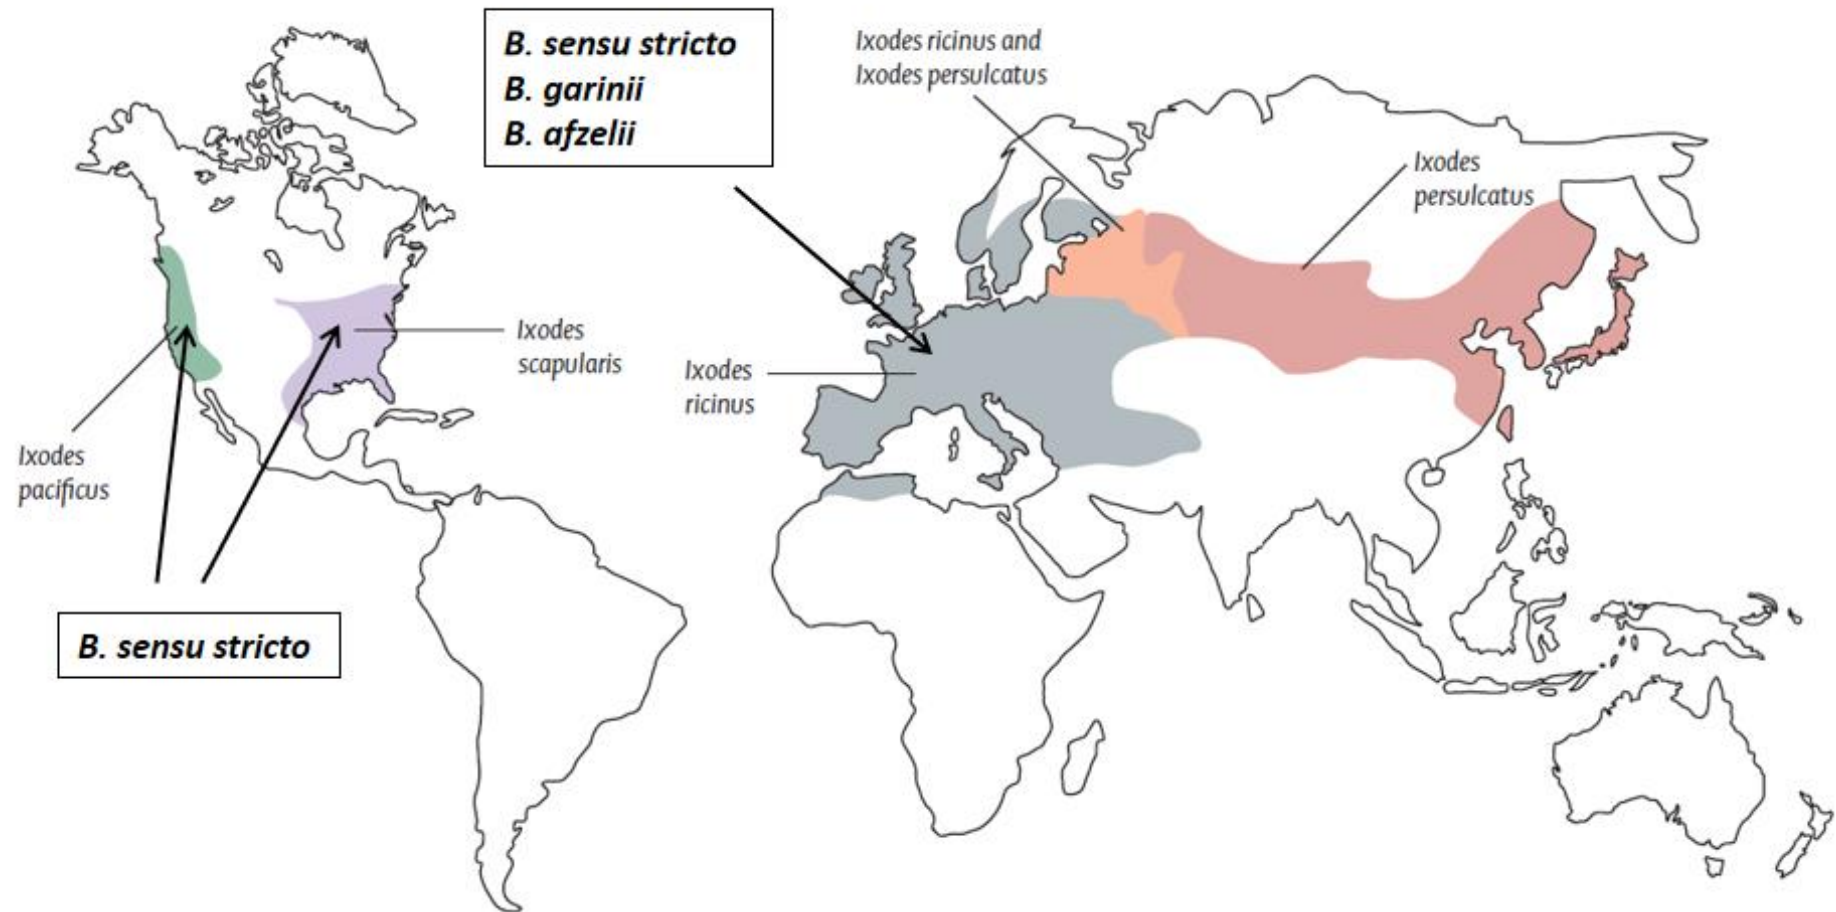 B. sensu stricto
B. garinii
B. afzelii
Ixodes ricinus and
Ixodes persulcatus
Ixodes
persulcatus
Ixodes
scapularis
Ixodes
ricinus
Ixodes
pacificus
B. sensu stricto